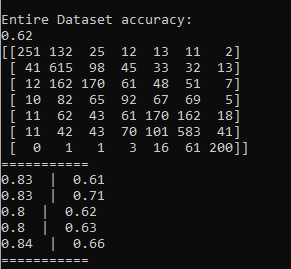 Entire Dataset accuracy:
0.62
[[251 132  25  12  13  11   2]
 [ 41 615  98  45  33  32  13]
 [ 12 162 170  61  48  51   7]
 [ 10  82  65  92  67  69   5]
 [ 11  62  43  61 170 162  18]
 [ 11  42  43  70 101 583  41]
 [  0   1   1   3  16  61 200]]
===========
0.83  |  0.61
0.83  |  0.71
0.8  |  0.62
0.8  |  0.63
0.84  |  0.66
===========